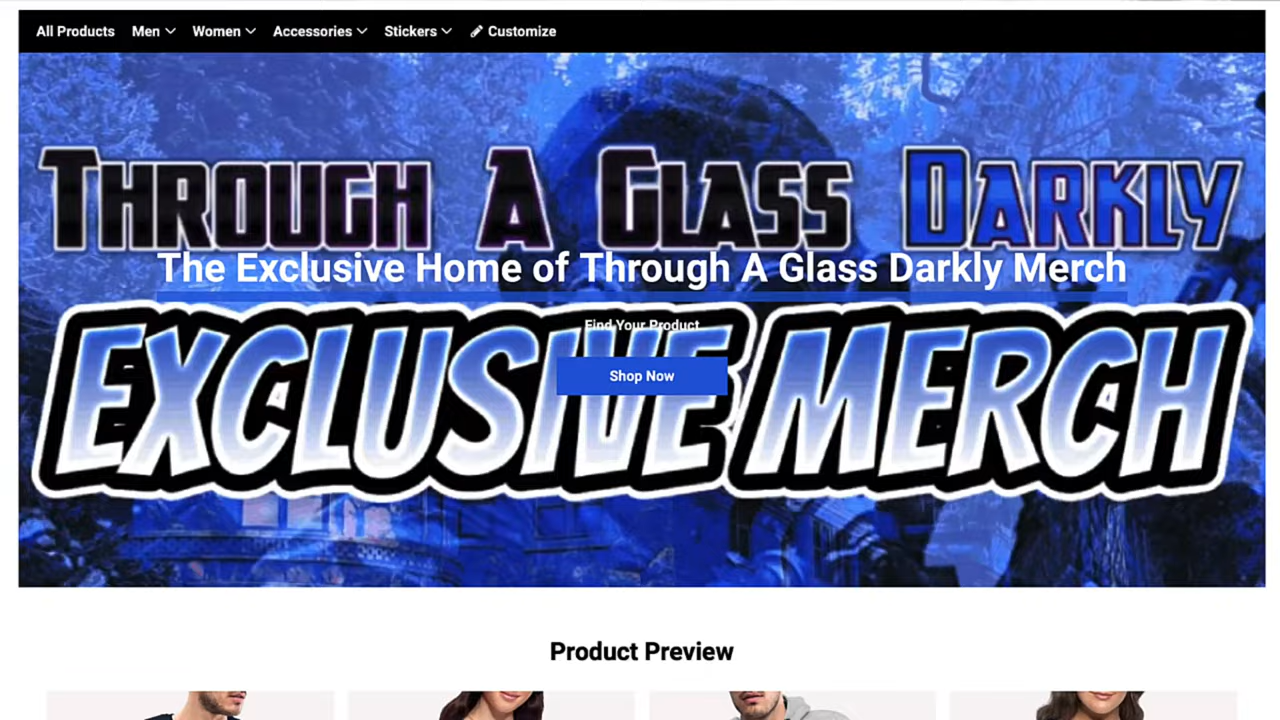 All Products Men Women Accessories Stickers Customize
THROUGH A GLASS DARKLY
The Exclusive Home of Through A Glass Darkly Merch
EXCLUSIVE MERCH
Find Your Product
Shop Now
Product Preview